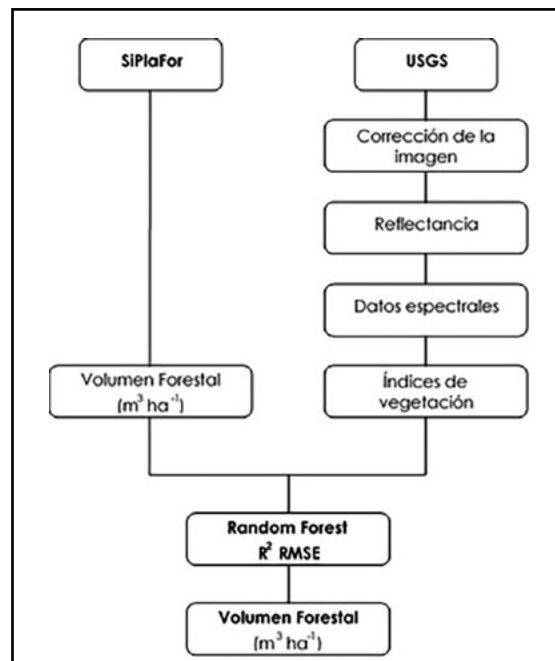 SiPlaFor
USGS
Corrección de la
imagen
Reflectancia
Datos espectrales
Volumen Forestal
(m³ ha⁻¹)
Índices de
vegetación
Random Forest
R² RMSE
Volumen Forestal
(m³ ha⁻¹)